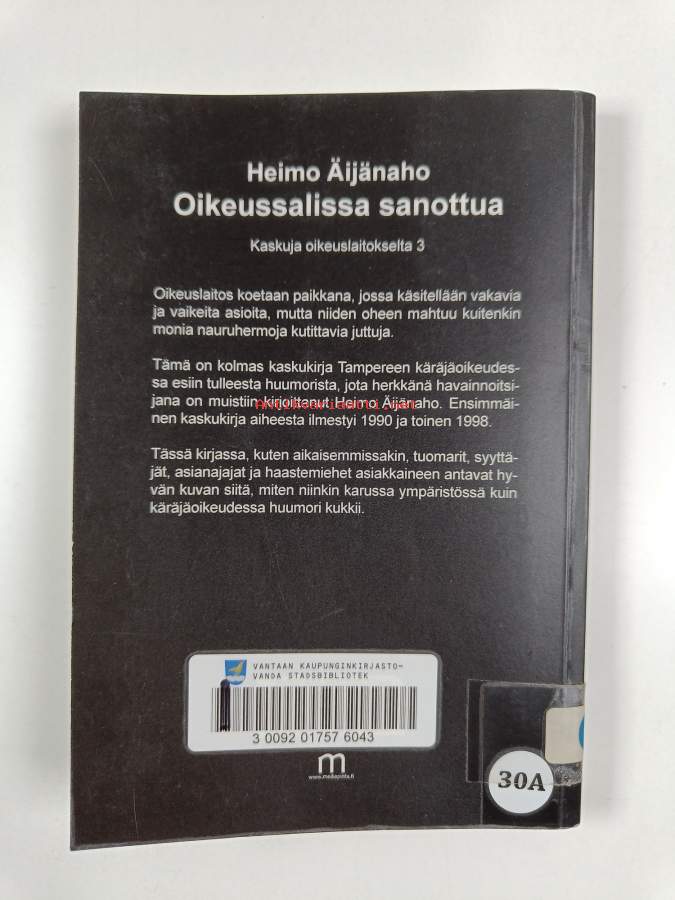 Heimo Äijänaho
Oikeussalissa sanottua
Kaskuja oikeuslaitokselta 3
Oikeuslaitos koetaan paikkana, jossa käsitellään vakavia
ja vaikeita asioita, mutta niiden oheen mahtuu kuitenkin
monia nauruhermoja kutittavia juttuja.
Tämä on kolmas kaskukirja Tampereen käräjäoikeudes-
sa esiin tulleesta huumorista, jota herkkänä havainnoitsi-
jana on muistiin kirjoittanut Heimo Äijänaho. Ensimmäi-
Antikvariaatti.net
nen kaskukirja aiheesta ilmestyi 1990 ja toinen 1998.
Tässä kirjassa, kuten aikaisemmissakin, tuomarit, syyttä-
jät, asianajajat ja haastemiehet asiakkaineen antavat hy-
vän kuvan siitä, miten niinkin karussa ympäristössä kuin
käräjäoikeudessa huumori kukkii.
VANTAAN KAUPUNGINKIRJASTO-
VANDA STADSBIBLIOTEK
3 0092 01757 6043
m
www.mediapinta.fi
30A